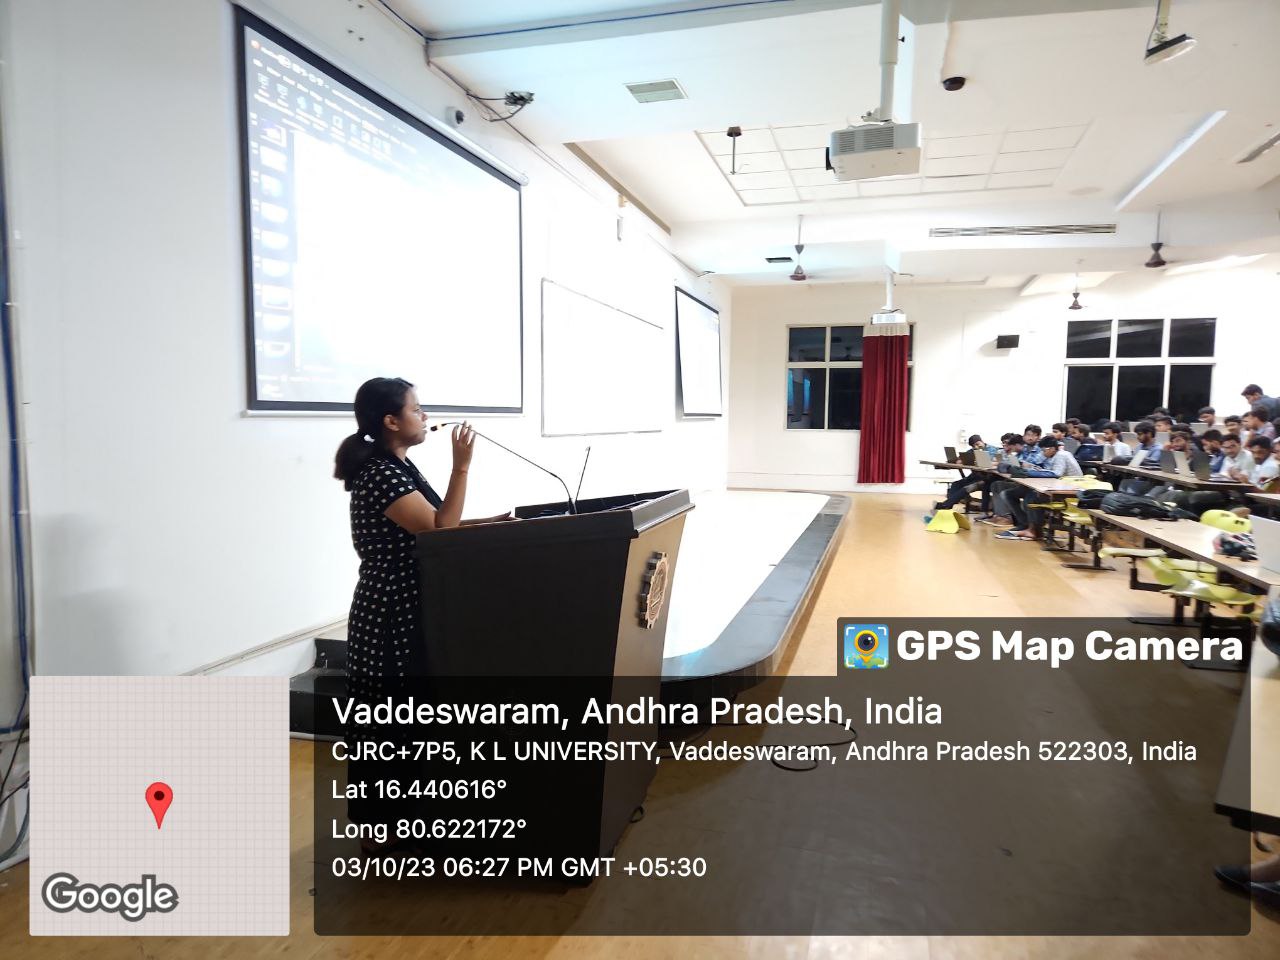 GPS Map Camera
Vaddeswaram, Andhra Pradesh, India
CJRC+7P5, K L UNIVERSITY, Vaddeswaram, Andhra Pradesh 522303, India
Lat 16.440616°
Long 80.622172°
03/10/23 06:27 PM GMT +05:30
Google